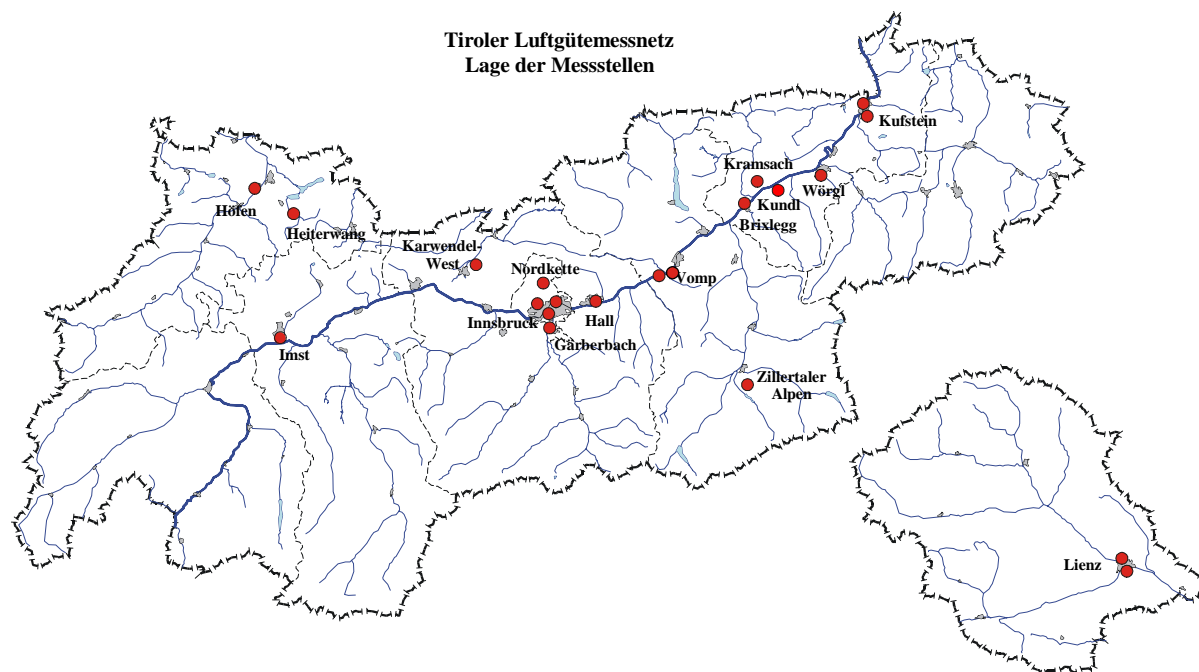 Tiroler Luftgütemessnetz
Lage der Messstellen
Kufstein
Kramsach
Wörgl
Kundl
Brixlegg
Höfen
Heiterwang
Karwendel-
West
Nordkette
Vomp
Innsbruck
Hall
Gärberbach
Imst
Zillertaler
Alpen
Lienz